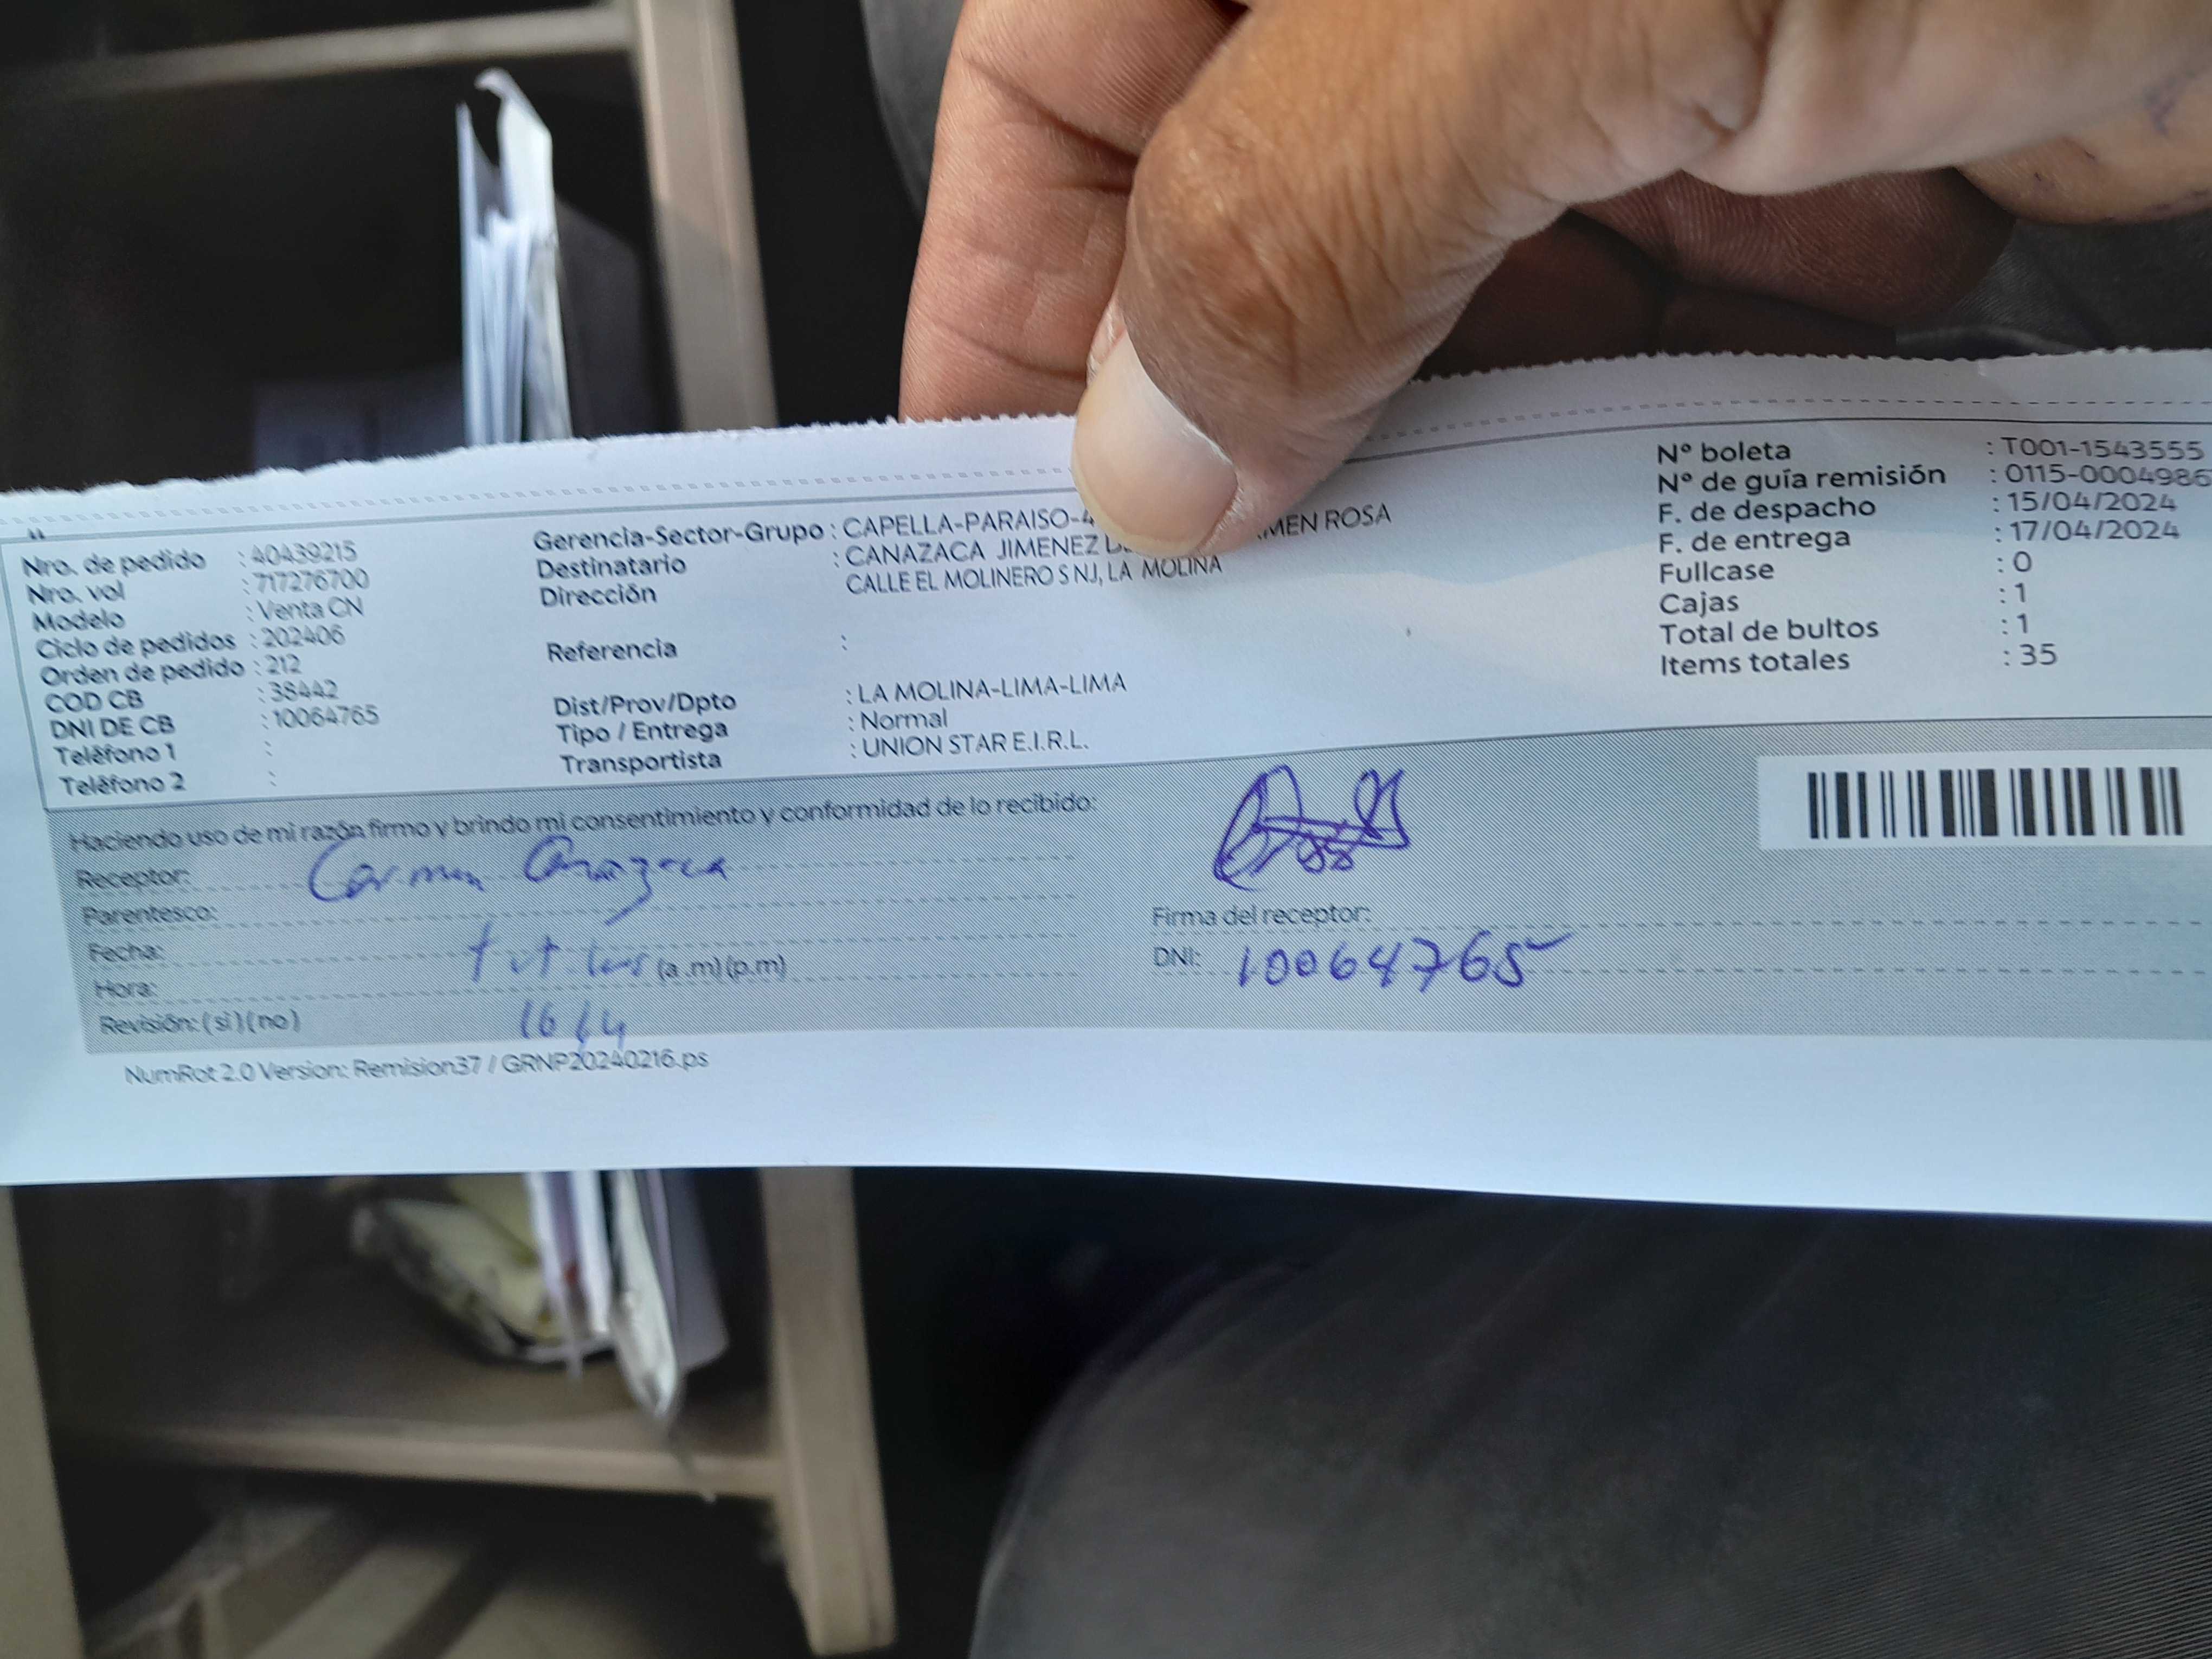 Nro. de pedido : 40439215
Nro. vol : 717276700
Modelo : Venta CN
Ciclo de pedidos : 202406
Orden de pedido : 212
COD CB : 38442
DNI DE CB : 10064765
Teléfono 1 :
Teléfono 2 :
Gerencia-Sector-Grupo : CAPELLA-PARAISO-4
Destinatario : CANAZACA JIMENEZ MEN ROSA
Dirección CALLE EL MOLINERO S NJ, LA MOLINA
Referencia :
Dist/Prov/Dpto : LA MOLINA-LIMA-LIMA
Tipo / Entrega : Normal
Transportista : UNION STAR E.I.R.L.
Nº boleta : T001-1543555
Nº de guía remisión : 0115-0004986
F. de despacho : 15/04/2024
F. de entrega : 17/04/2024
Fullcase : 0
Cajas : 1
Total de bultos : 1
Items totales : 35
Haciendo uso de mi razón firmo y brindo mi consentimiento y conformidad de lo recibido:
Receptor: Carmen Canazaca
Parentesco:
Fecha:
Hora: (a.m)(p.m)
Revisión: (si)(no) 16/4
Firma del receptor:
DNI: 10064765
NumRot 2.0 Version: Remision37 / GRNP20240216.ps